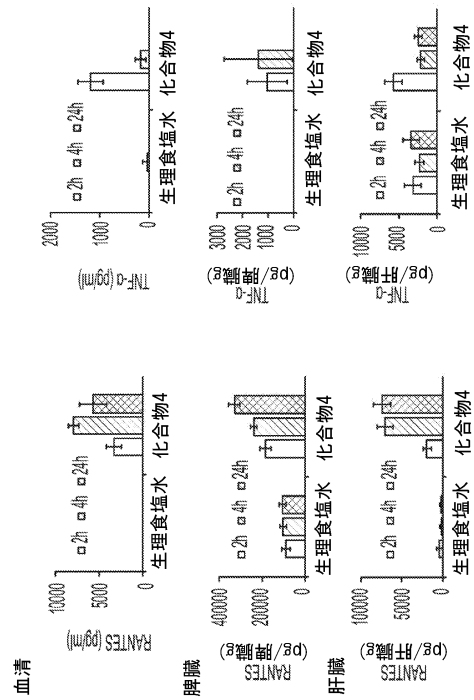 血清
RANTES (pg/ml)
10000
5000
0
2h 4h 24h
生理食塩水 化合物4
TNF-α (pg/ml)
2000
1000
0
2h 4h 24h
生理食塩水 化合物4
脾臓
RANTES
(pg/脾臓g)
400000
200000
0
2h 4h 24h
生理食塩水 化合物4
TNF-α
(pg/脾臓g)
3000
2000
1000
0
2h 4h 24h
生理食塩水 化合物4
肝臓
RANTES
(pg/肝臓g)
100000
50000
0
2h 4h 24h
生理食塩水 化合物4
TNF-α
(pg/肝臓g)
10000
5000
0
2h 4h 24h
生理食塩水 化合物4